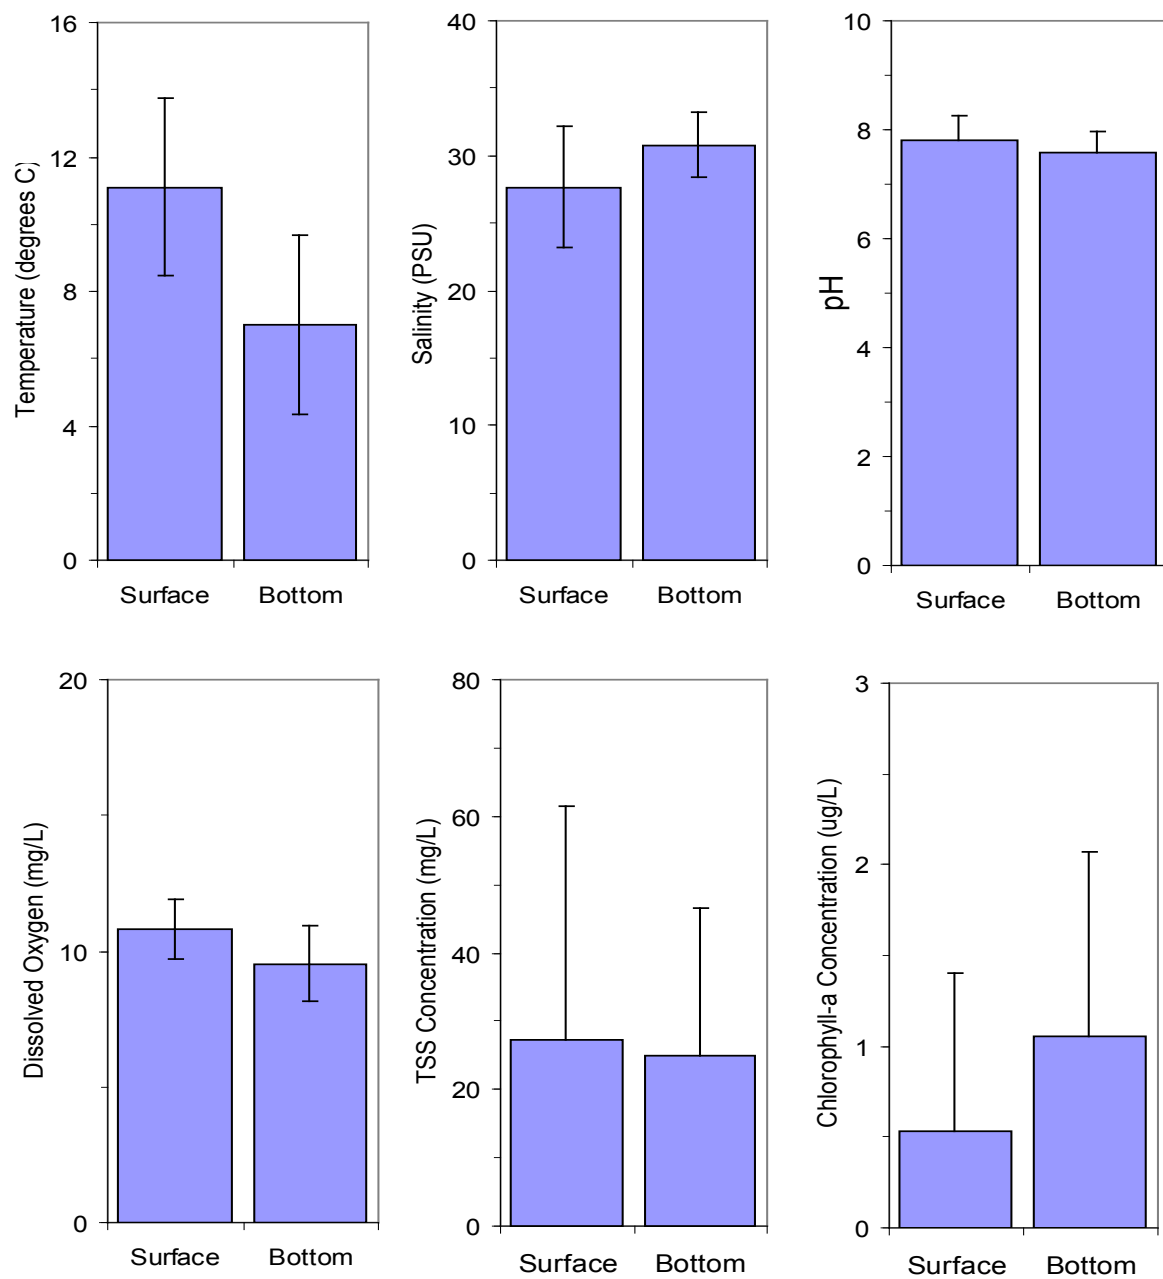 Temperature (degrees C)
16
12
8
4
0
Surface Bottom
Salinity (PSU)
40
30
20
10
0
Surface Bottom
pH
10
8
6
4
2
0
Surface Bottom
Dissolved Oxygen (mg/L)
20
10
0
Surface Bottom
TSS Concentration (mg/L)
80
60
40
20
0
Surface Bottom
Chlorophyll-a Concentration (ug/L)
3
2
1
0
Surface Bottom